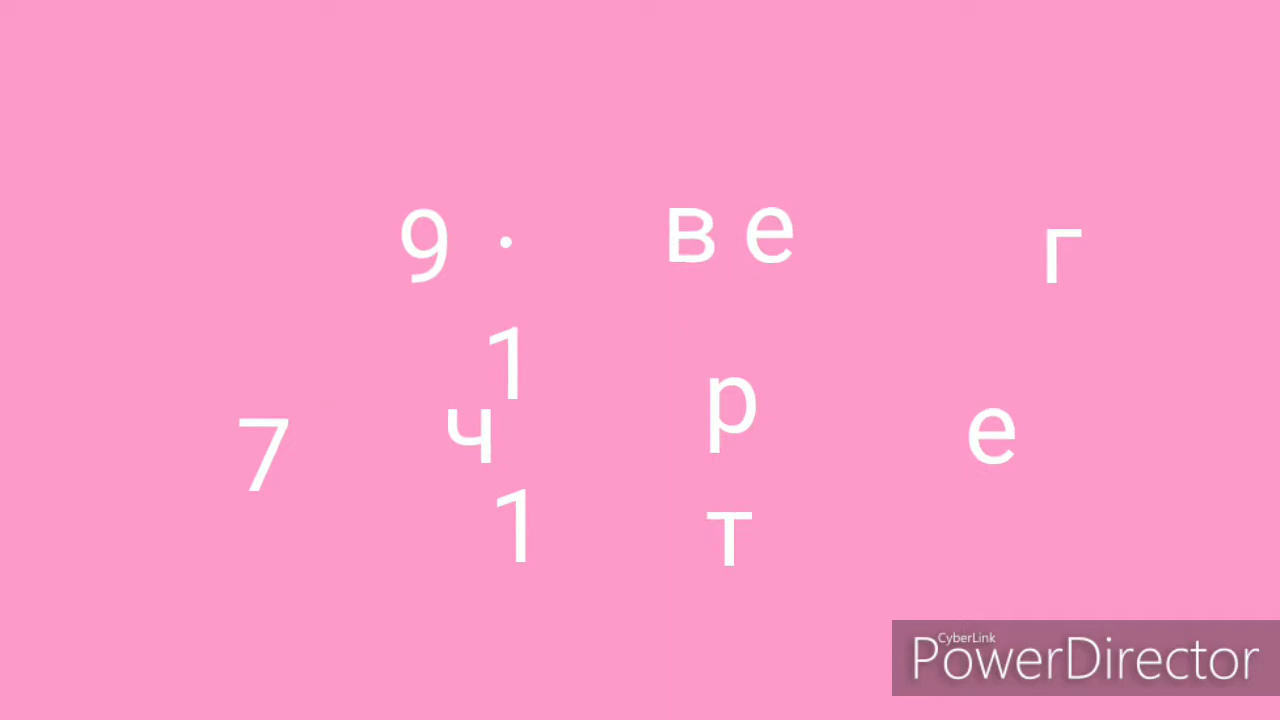 9 · в е г
1
7 ч р е
1 т
CyberLink
PowerDirector